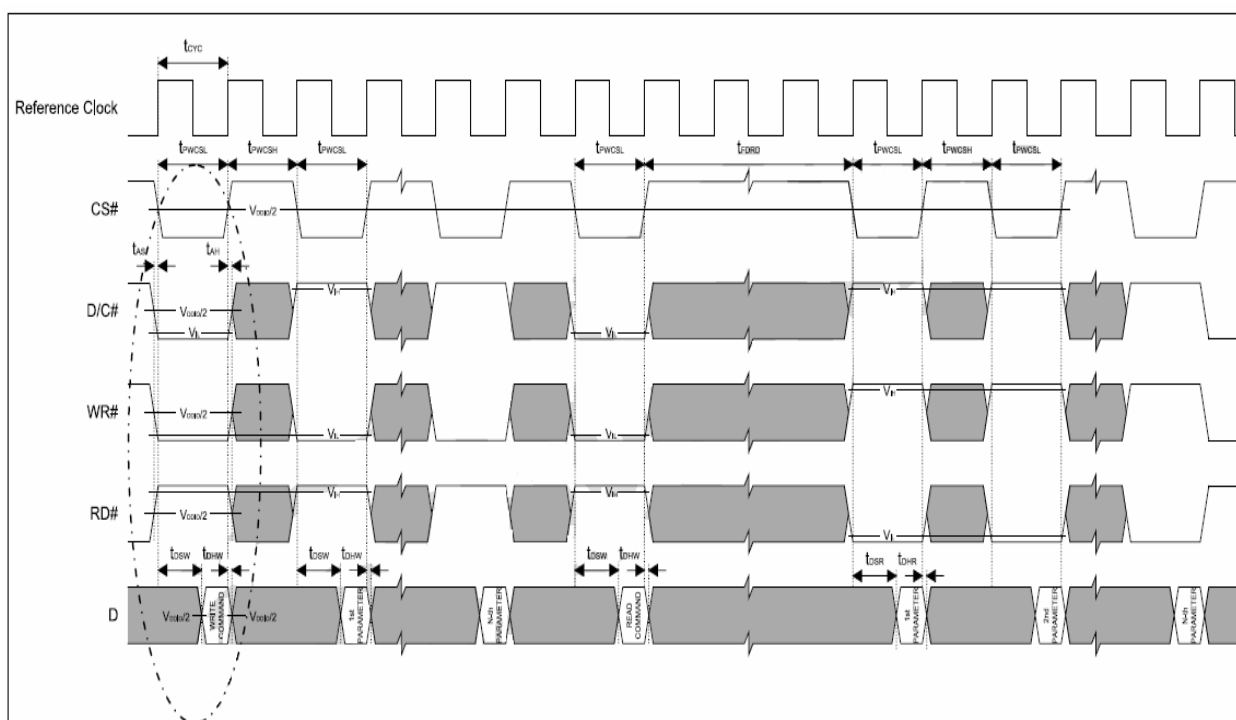 tCYC
Reference Clock
tPWCSL tPWCSH tPWCSL tPWCSL tFDRD tPWCSL tPWCSH tPWCSL
CS# VDDIO/2
tAS tAH
VIH VIH
D/C# VDDIO/2
VIL VIL
VIH
WR# VDDIO/2
VIL VIL
VIH VIH
RD# VDDIO/2
VIL
tDSW tDHW tDSW tDHW tDSW tDHW tDSR tDHR
D VDDIO/2 VDDIO/2
WRITE COMMAND
1st PARAMETER
N-th PARAMETER
READ COMMAND
1st PARAMETER
2nd PARAMETER
N-th PARAMETER